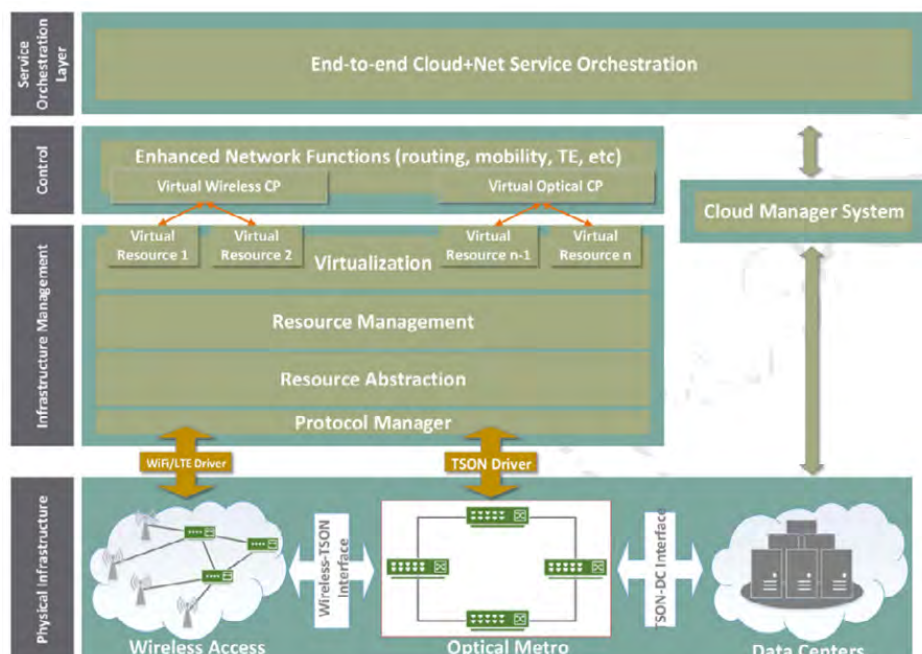 Service
Orchestration
Layer
End-to-end Cloud+Net Service Orchestration
Control
Enhanced Network Functions (routing, mobility, TE, etc)
Virtual Wireless CP
Virtual Optical CP
Cloud Manager System
Infrastructure Management
Virtual
Resource 1
Virtual
Resource 2
Virtual
Resource n-1
Virtual
Resource n
Virtualization
Resource Management
Resource Abstraction
Protocol Manager
WiFi/LTE Driver
TSON Driver
Physical Infrastructure
Wireless-TSON
Interface
TSON-DC Interface
Wireless Access
Optical Metro
Data Centers